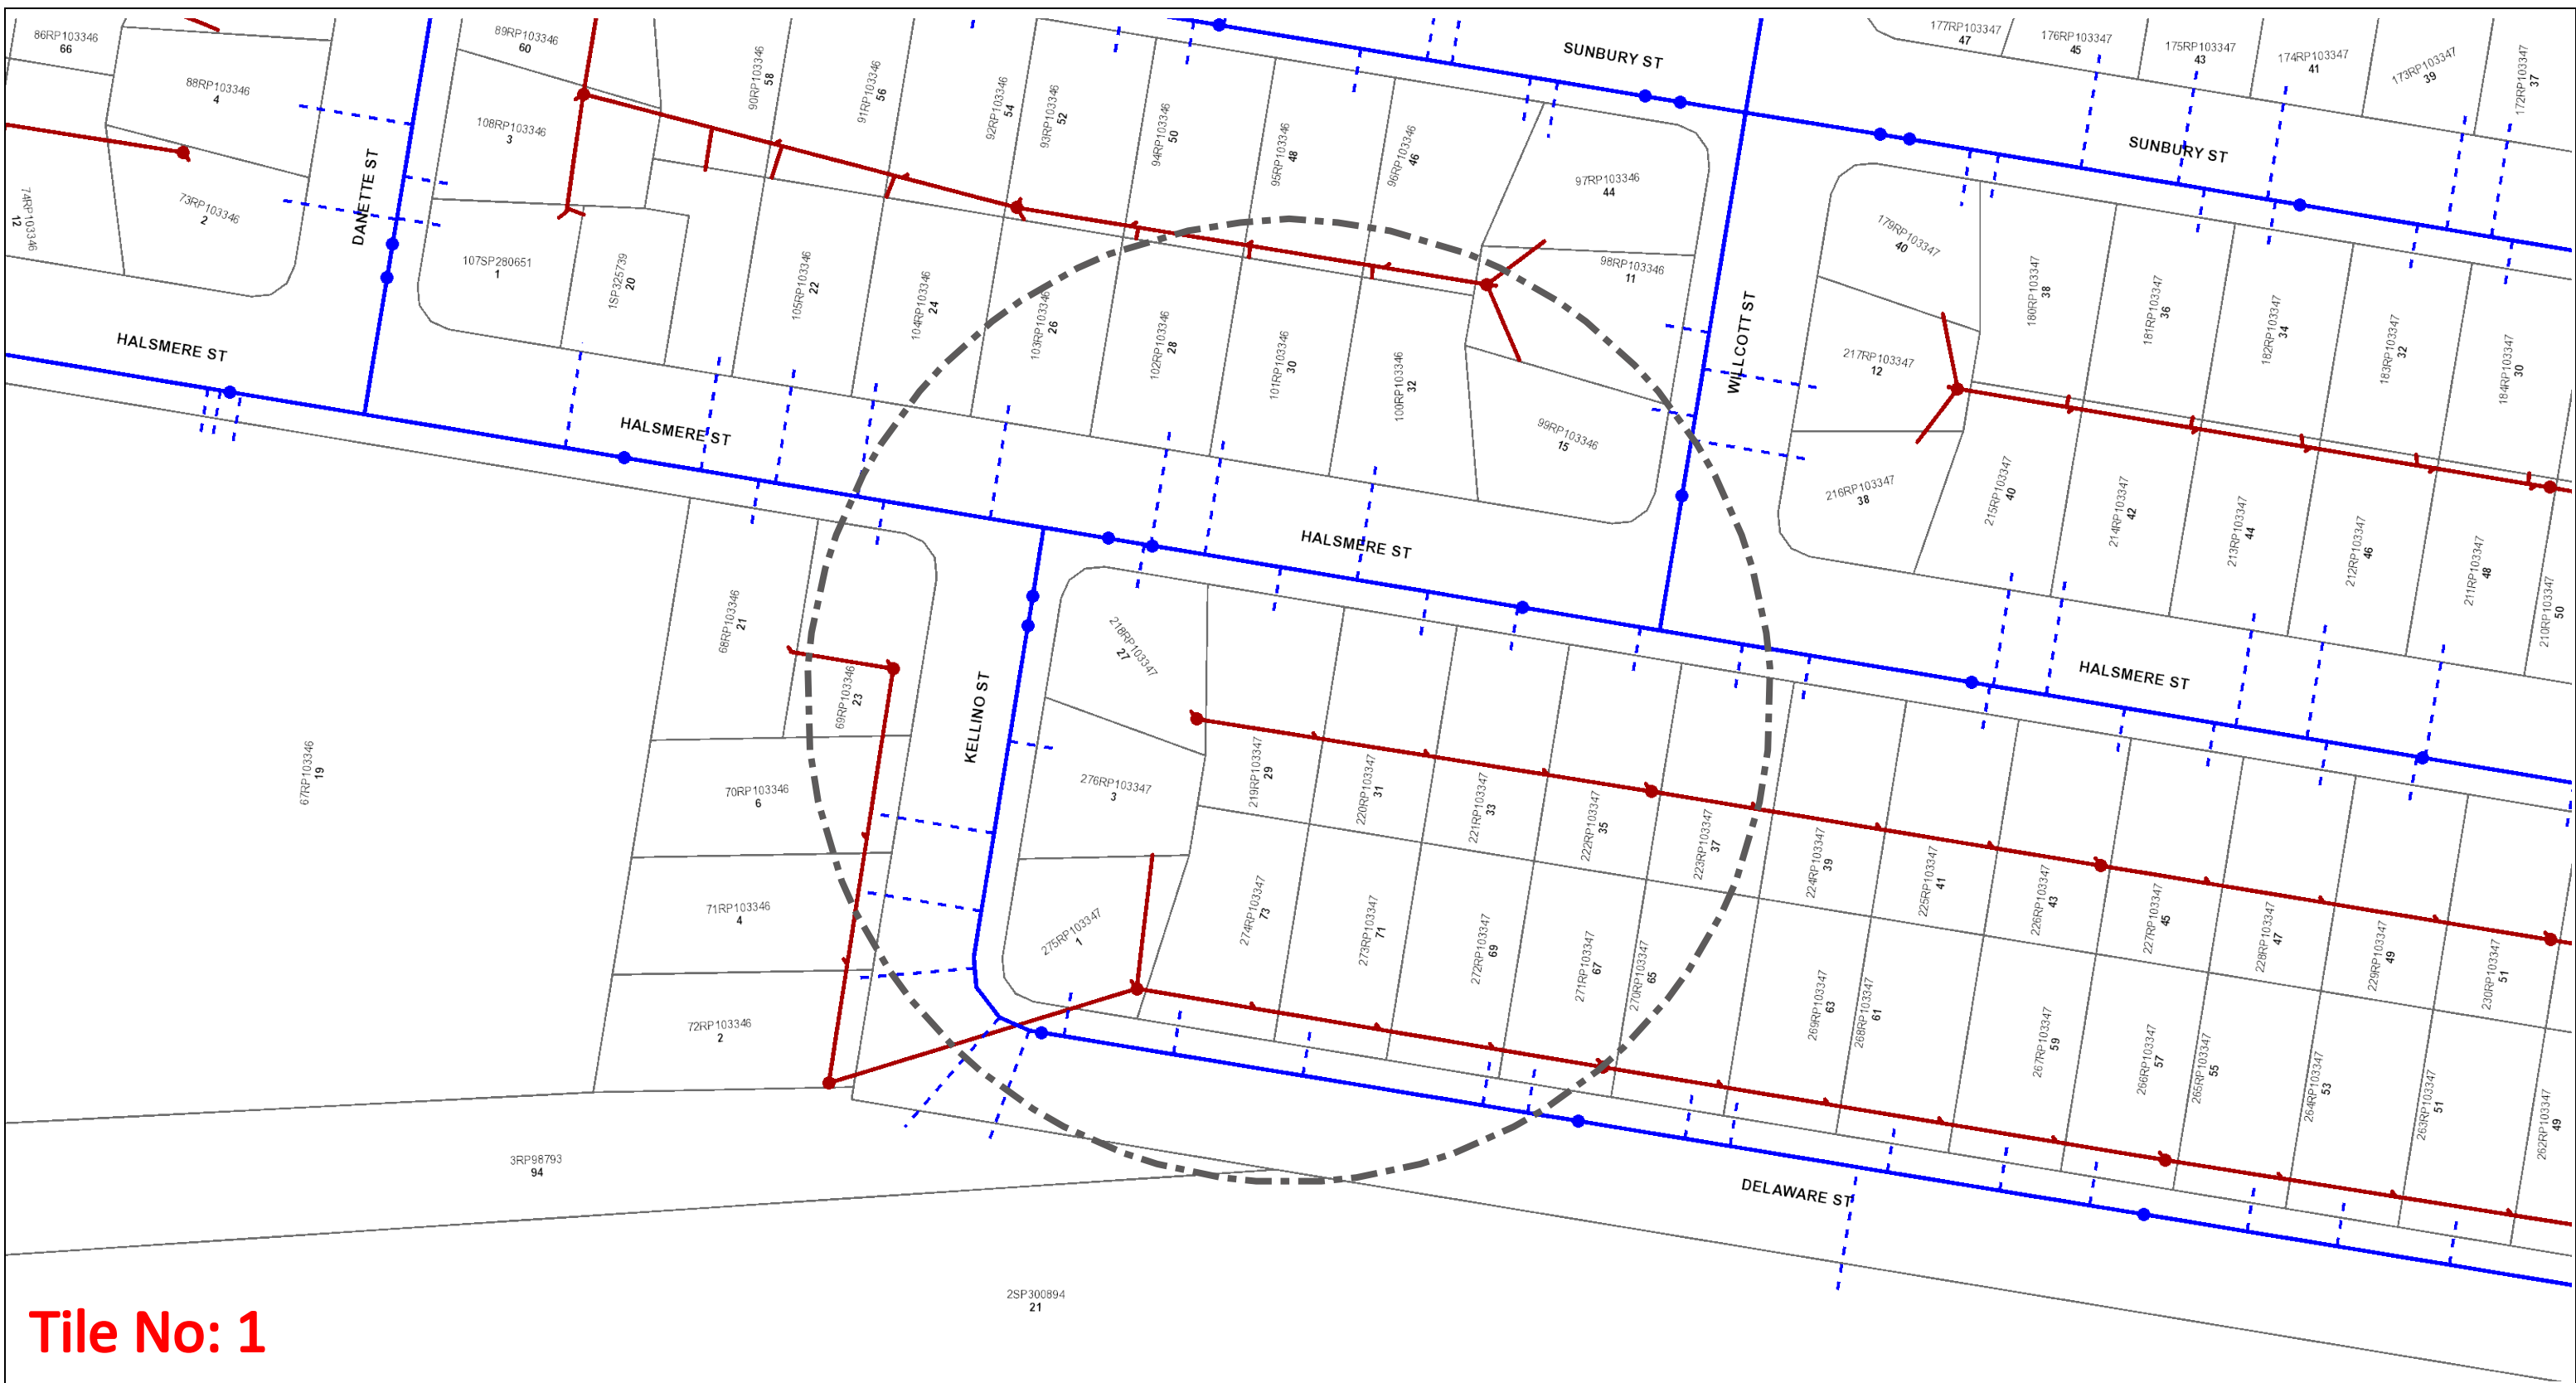 86RP103346
66
88RP103346
4
73RP103346
2
74RP103346
12
DANETTE ST
HALSMERE ST
89RP103346
60
108RP103346
3
107SP280651
1
1SP325739
20
90RP103346
58
91RP103346
56
92RP103346
54
93RP103346
52
94RP103346
50
95RP103346
48
96RP103346
46
97RP103346
44
98RP103346
11
99RP103346
15
105RP103346
22
104RP103346
24
103RP103346
26
102RP103346
28
101RP103346
30
100RP103346
32
SUNBURY ST
WILLCOTT ST
HALSMERE ST
HALSMERE ST
177RP103347
47
176RP103347
45
175RP103347
43
174RP103347
41
173RP103347
39
172RP103347
37
SUNBURY ST
179RP103347
40
180RP103347
38
181RP103347
36
182RP103347
34
183RP103347
32
184RP103347
30
217RP103347
12
216RP103347
38
215RP103347
40
214RP103347
42
213RP103347
44
212RP103347
46
211RP103347
48
210RP103347
50
HALSMERE ST
67RP103346
19
68RP103346
21
69RP103346
23
70RP103346
6
71RP103346
4
72RP103346
2
KELLINO ST
218RP103347
27
276RP103347
3
275RP103347
1
219RP103347
29
220RP103347
31
221RP103347
33
222RP103347
35
223RP103347
37
224RP103347
39
225RP103347
41
226RP103347
43
227RP103347
45
228RP103347
47
229RP103347
49
230RP103347
51
274RP103347
73
273RP103347
71
272RP103347
69
271RP103347
67
270RP103347
65
269RP103347
63
268RP103347
61
267RP103347
59
266RP103347
57
265RP103347
55
264RP103347
53
263RP103347
51
262RP103347
49
3RP98793
94
DELAWARE ST
2SP300894
21
Tile No: 1